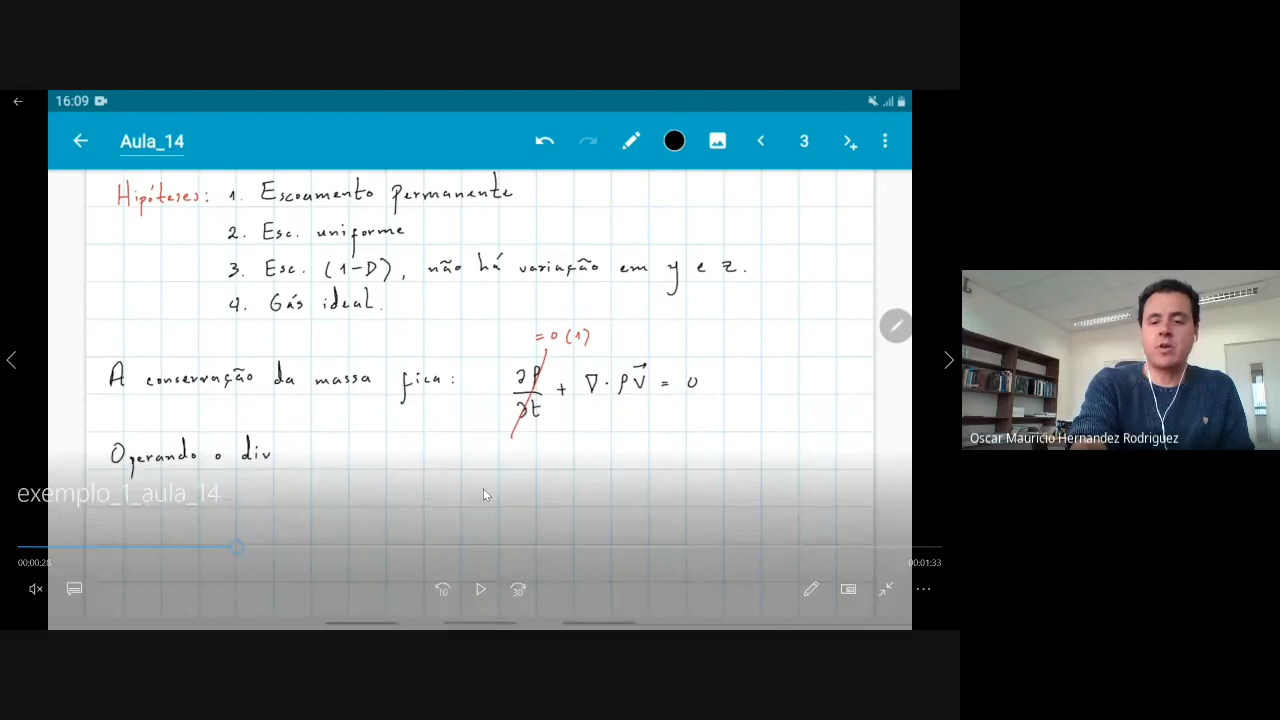 16:09
Aula_14
3
Hipóteses: 1. Escoamento permanente
2. Esc. uniforme
3. Esc. (1-D), não há variação em y e z.
4. Gás ideal.
= 0 (1)
A conservação da massa fica: ∂ρ/∂t + ∇·ρV⃗ = 0
Operando o div
exemplo_1_aula_14
00:00:28
00:01:33
10
30
Oscar Mauricio Hernandez Rodriguez